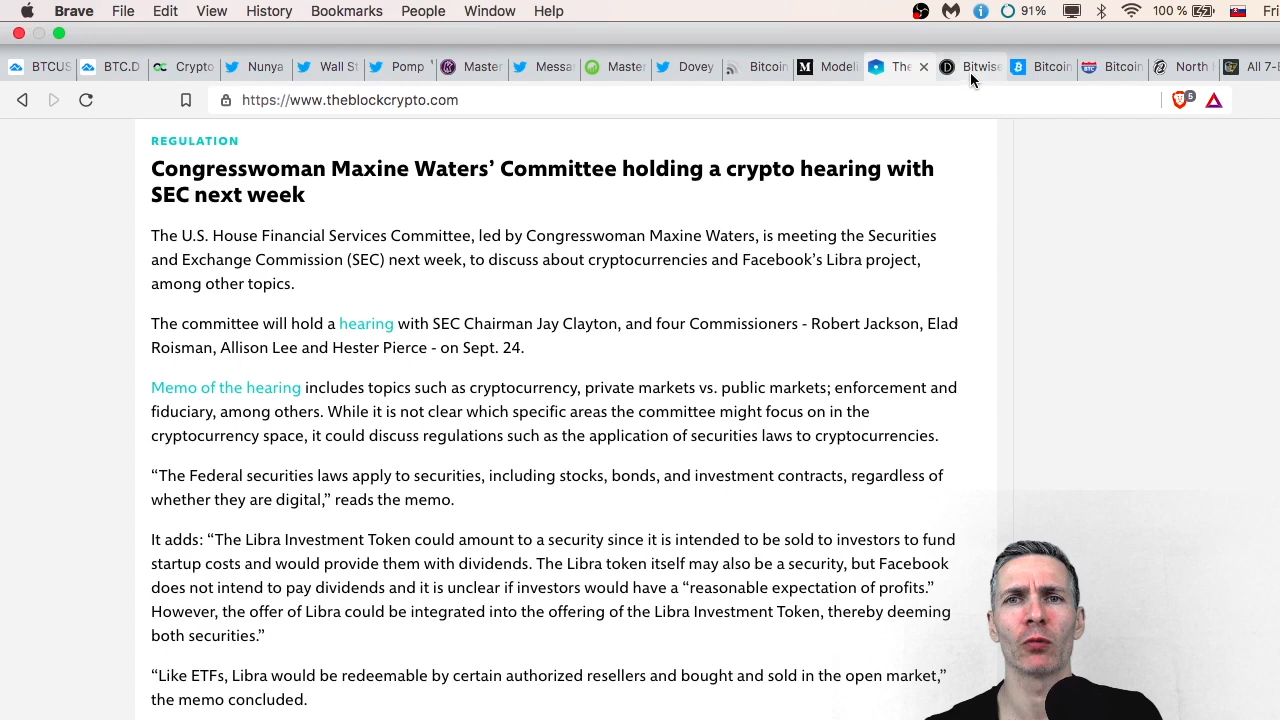 Brave File Edit View History Bookmarks People Window Help 91% 100 % Fri
BTCUS BTC.D Crypto Nunya Wall St Pomp Master Messa Master Dovey Bitcoin Modeli The Bitwise Bitcoin Bitcoin North All 7-D
https://www.theblockcrypto.com 5
REGULATION
Congresswoman Maxine Waters’ Committee holding a crypto hearing with
SEC next week
The U.S. House Financial Services Committee, led by Congresswoman Maxine Waters, is meeting the Securities
and Exchange Commission (SEC) next week, to discuss about cryptocurrencies and Facebook’s Libra project,
among other topics.
The committee will hold a hearing with SEC Chairman Jay Clayton, and four Commissioners - Robert Jackson, Elad
Roisman, Allison Lee and Hester Pierce - on Sept. 24.
Memo of the hearing includes topics such as cryptocurrency, private markets vs. public markets; enforcement and
fiduciary, among others. While it is not clear which specific areas the committee might focus on in the
cryptocurrency space, it could discuss regulations such as the application of securities laws to cryptocurrencies.
“The Federal securities laws apply to securities, including stocks, bonds, and investment contracts, regardless of
whether they are digital,” reads the memo.
It adds: “The Libra Investment Token could amount to a security since it is intended to be sold to investors to fund
startup costs and would provide them with dividends. The Libra token itself may also be a security, but Facebook
does not intend to pay dividends and it is unclear if investors would have a “reasonable expectation of profits.”
However, the offer of Libra could be integrated into the offering of the Libra Investment Token, thereby deeming
both securities.”
“Like ETFs, Libra would be redeemable by certain authorized resellers and bought and sold in the open market,”
the memo concluded.